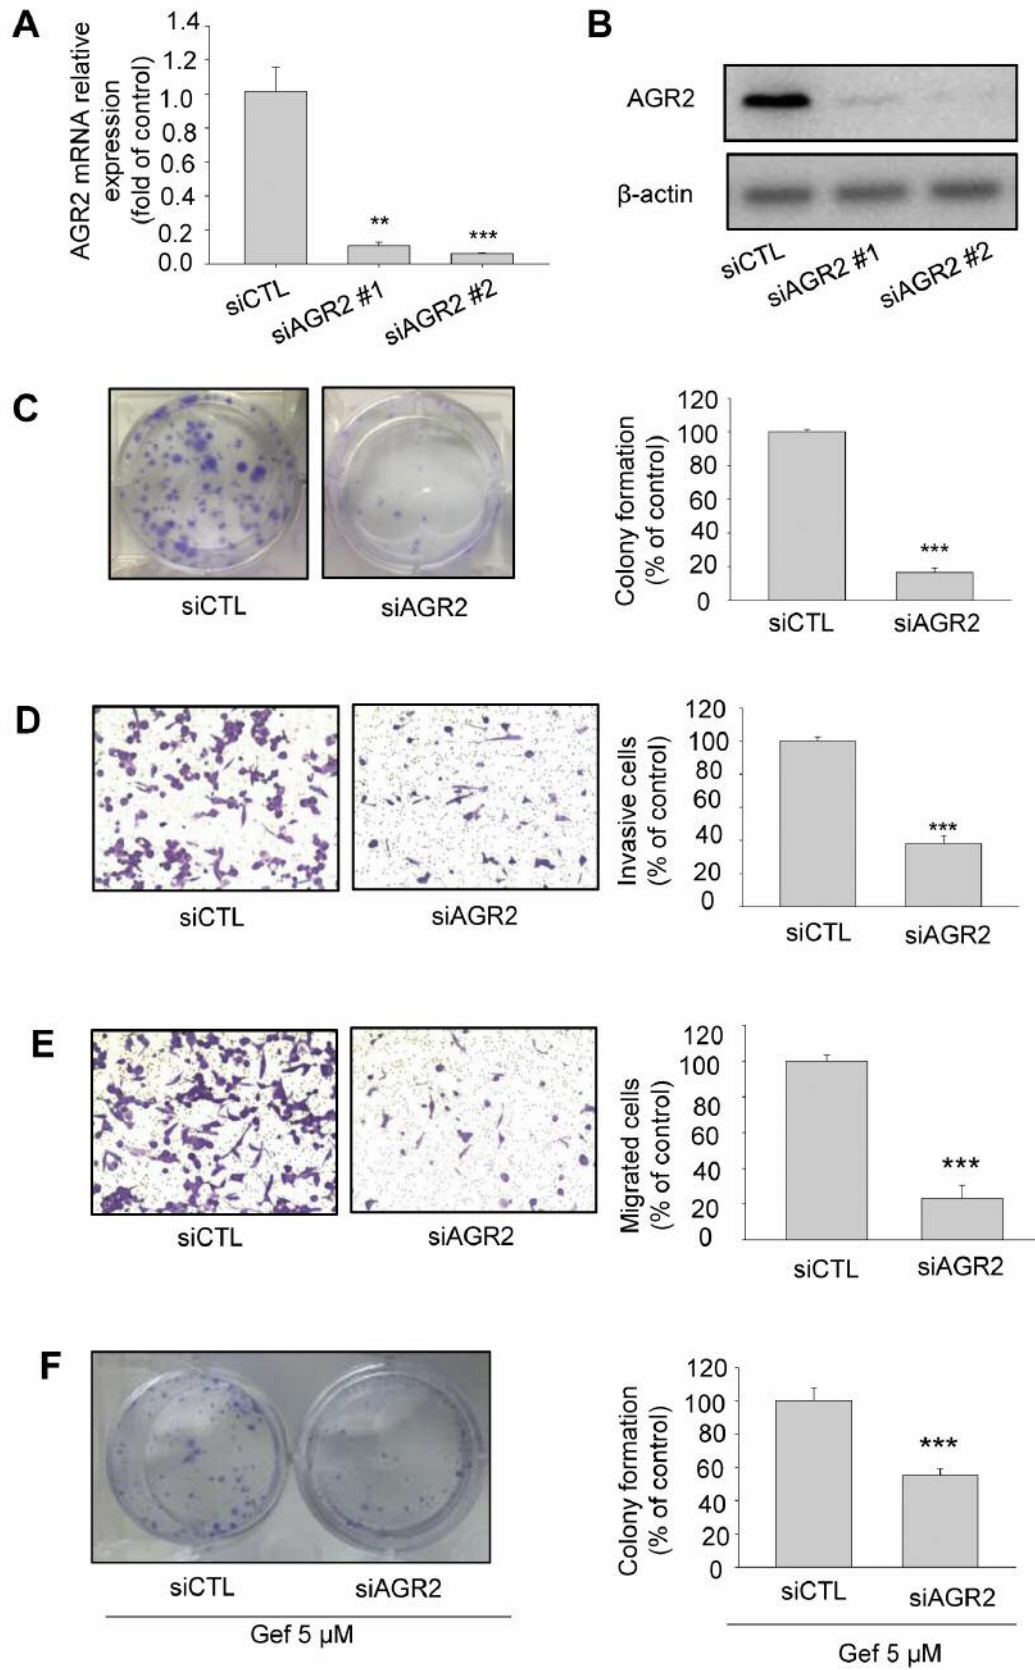 A
AGR2 mRNA relative
expression
(fold of control)
1.4
1.2
1.0
0.8
0.6
0.4
0.2
0.0
**
***
siCTL
siAGR2 #1
siAGR2 #2
B
AGR2
β-actin
siCTL
siAGR2 #1
siAGR2 #2
C
siCTL
siAGR2
Colony formation
(% of control)
120
100
80
60
40
20
0
***
siCTL
siAGR2
D
siCTL
siAGR2
Invasive cells
(% of control)
120
100
80
60
40
20
0
***
siCTL
siAGR2
E
siCTL
siAGR2
Migrated cells
(% of control)
120
100
80
60
40
20
0
***
siCTL
siAGR2
F
siCTL
siAGR2
Gef 5 μM
Colony formation
(% of control)
120
100
80
60
40
20
0
***
siCTL
siAGR2
Gef 5 μM